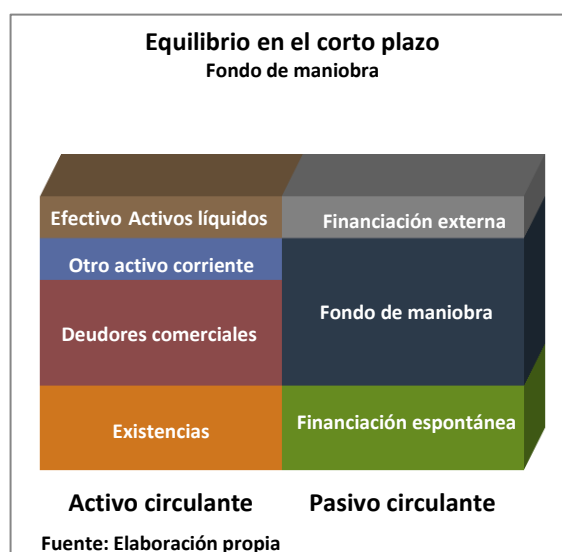 Equilibrio en el corto plazo
Fondo de maniobra
Efectivo Activos líquidos
Financiación externa
Otro activo corriente
Fondo de maniobra
Deudores comerciales
Existencias
Financiación espontánea
Activo circulante
Pasivo circulante
Fuente: Elaboración propia